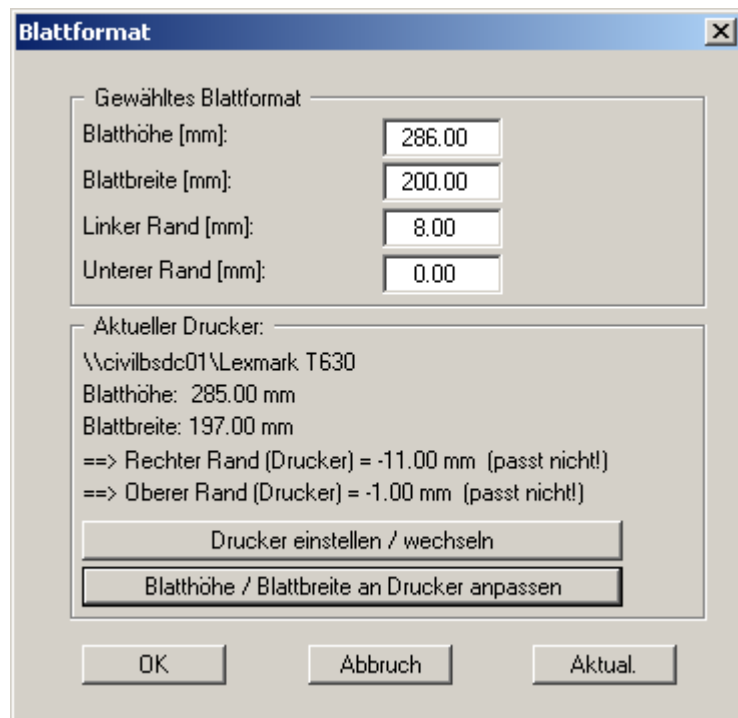 Blattformat
Gewähltes Blattformat
Blatthöhe [mm]: 286.00
Blattbreite [mm]: 200.00
Linker Rand [mm]: 8.00
Unterer Rand [mm]: 0.00
Aktueller Drucker:
\\civilbsdc01\Lexmark T630
Blatthöhe: 285.00 mm
Blattbreite: 197.00 mm
==> Rechter Rand (Drucker) = -11.00 mm (passt nicht!)
==> Oberer Rand (Drucker) = -1.00 mm (passt nicht!)
Drucker einstellen / wechseln
Blatthöhe / Blattbreite an Drucker anpassen
OK Abbruch Aktual.